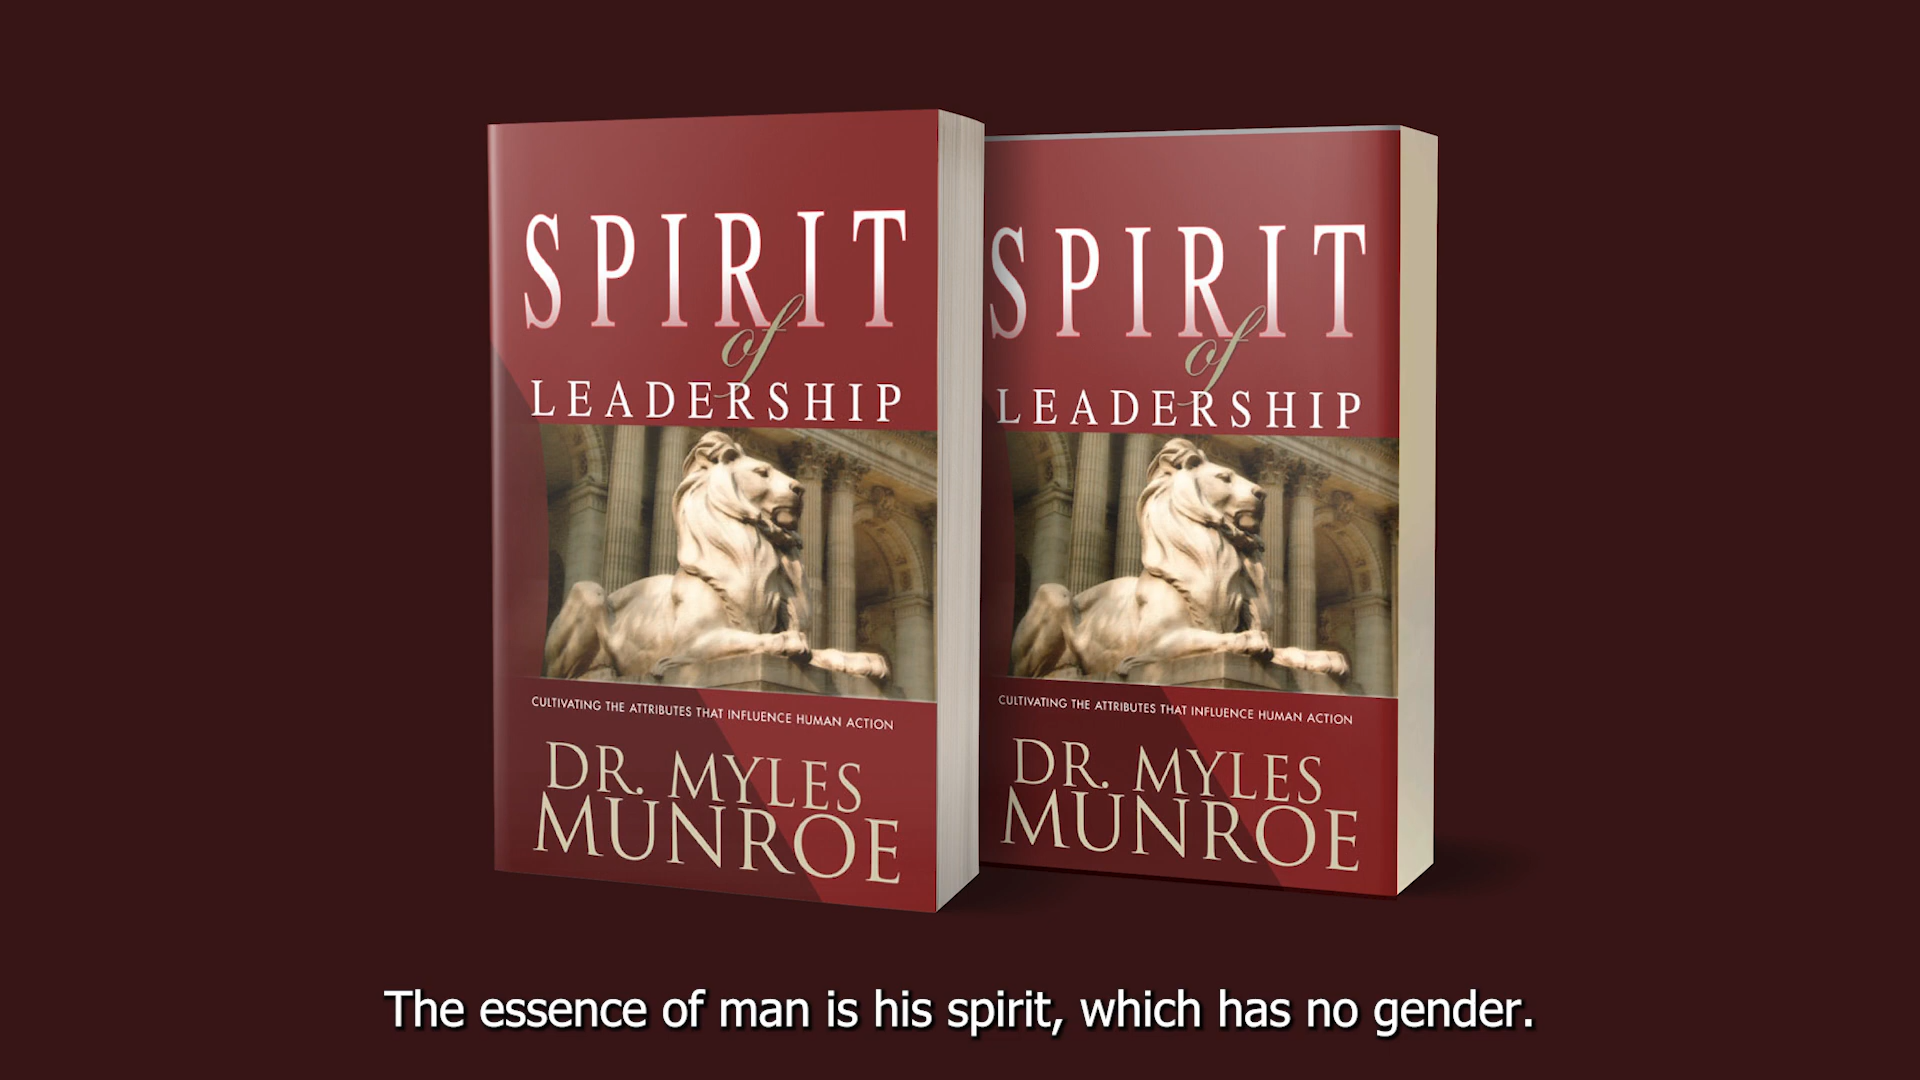 SPIRIT
of
LEADERSHIP
CULTIVATING THE ATTRIBUTES THAT INFLUENCE HUMAN ACTION
DR. MYLES
MUNROE
SPIRIT
of
LEADERSHIP
CULTIVATING THE ATTRIBUTES THAT INFLUENCE HUMAN ACTION
DR. MYLES
MUNROE
The essence of man is his spirit, which has no gender.